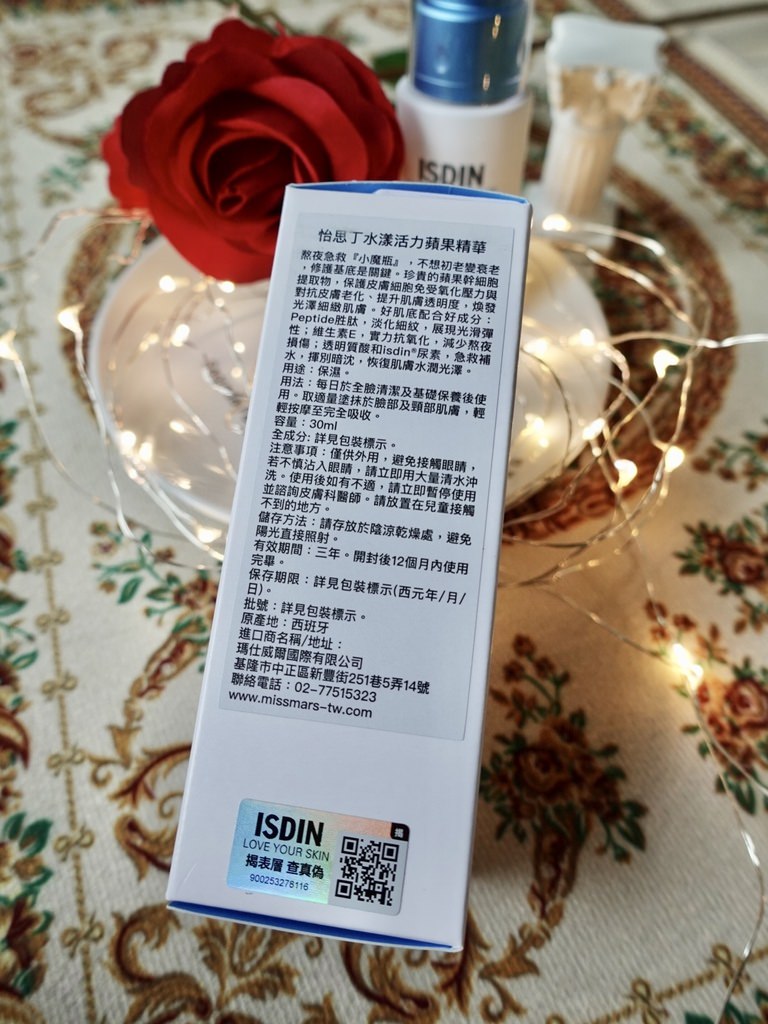 ISDIN
怡思丁水漾活力蘋果精華
熬夜急救『小魔瓶』，不想初老變衰老
，修護基底是關鍵。珍貴的蘋果幹細胞
提取物，保護皮膚細胞免受氧化壓力與
對抗皮膚老化、提升肌膚透明度，煥發
光澤細緻肌膚。好肌底配合好成分：
Peptide胜肽，淡化細紋，展現光滑彈
性；維生素E，實力抗氧化，減少熬夜
損傷；透明質酸和isdin®尿素，急救補
水，揮別暗沈，恢復肌膚水潤光澤。
用途：保濕。
用法：每日於全臉清潔及基礎保養後使
用。取適量塗抹於臉部及頸部肌膚，輕
輕按摩至完全吸收。
容量：30ml
全成分: 詳見包裝標示。
注意事項：僅供外用，避免接觸眼睛，
若不慎沾入眼睛，請立即用大量清水沖
洗。使用後如有不適，請立即暫停使用
並諮詢皮膚科醫師。請放置在兒童接觸
不到的地方。
儲存方法：請存放於陰涼乾燥處，避免
陽光直接照射。
有效期間：三年。開封後12個月內使用
完畢。
保存期限：詳見包裝標示(西元年/月/
日)。
批號：詳見包裝標示。
原產地：西班牙
進口商名稱/地址：
瑪仕威爾國際有限公司
基隆市中正區新豐街251巷5弄14號
聯絡電話：02-77515323
www.missmars-tw.com
ISDIN
LOVE YOUR SKIN
揭表層 查真偽
900253278116
揭